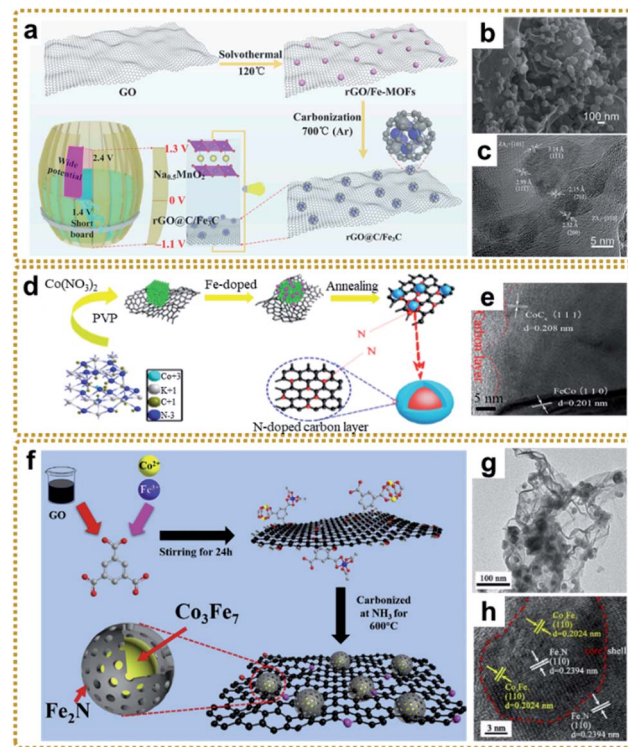 a
GO
Solvothermal
120℃
rGO/Fe-MOFs
Carbonization
700℃ (Ar)
Wide potential
2.4 V
1.3 V
Na0.5MnO2
0 V
1.4 V
Short
board
rGO@C/Fe3C
-1.1 V
rGO@C/Fe3C
b
100 nm
c
5 nm
d
Co(NO3)2
PVP
Fe-doped
Annealing
N
N
Co+3
K+1
C+1
N-3
N-doped carbon layer
e
CoCx (1 1 1)
d=0.208 nm
Carbon layer
FeCo (1 1 0)
d=0.201 nm
5 nm
f
GO
Co2+
Fe3+
Stirring for 24h
Carbonized
at NH3 for
600°C
Co3Fe7
Fe2N
g
100 nm
h
(110)
d=0.2024 nm
shell
Fe2N
(110)
d=0.2394 nm
(110)
d=0.2024 nm
Fe2N
(110)
d=0.2394 nm
3 nm